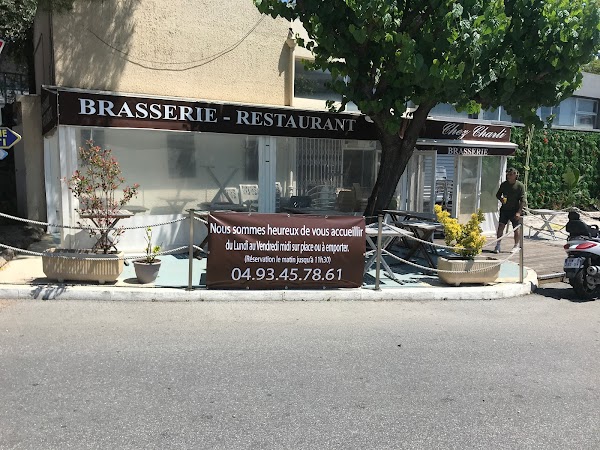 BRASSERIE - RESTAURANT
Chez Charli
BRASSERIE
Nous sommes heureux de vous accueillir
du Lundi au Vendredi midi sur place ou à emporter.
(Réservation le matin jusqu'à 11h30)
04.93.45.78.61